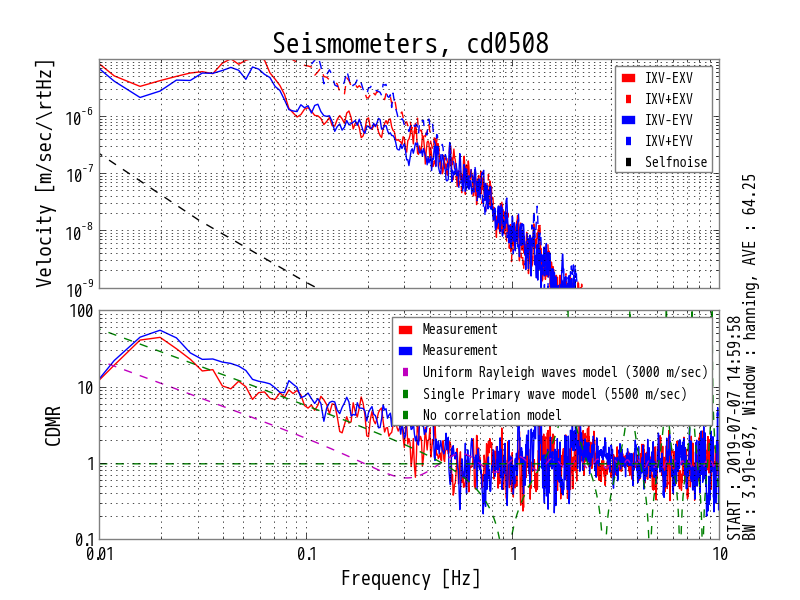 Seismometers, cd0508
Velocity [m/sec/\rtHz]
10-6
10-7
10-8
10-9
IXV-EXV
IXV+EXV
IXV-EYV
IXV+EYV
Selfnoise
CDMR
100
10
1
0.1
Measurement
Measurement
Uniform Rayleigh waves model (3000 m/sec)
Single Primary wave model (5500 m/sec)
No correlation model
0.01
0.1
1
10
Frequency [Hz]
START : 2019-07-07 14:59:58
BW : 3.91e-03, Window : hanning, AVE : 64.25